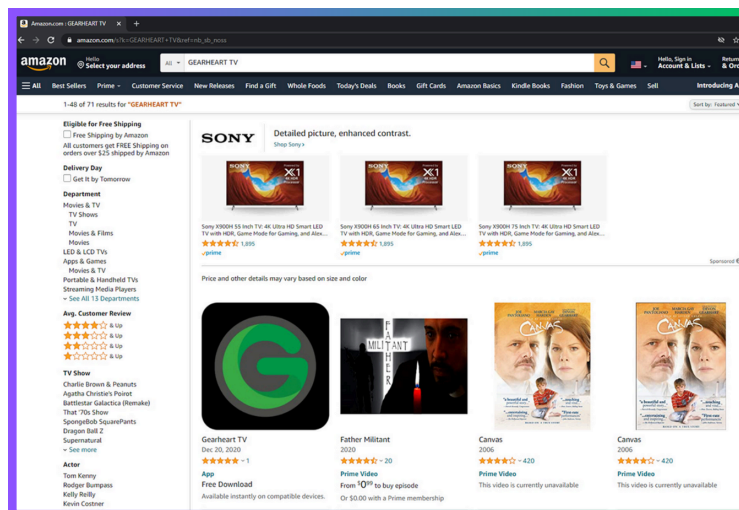 Amazon.com : GEARHEART TV
amazon.com/s?k=GEARHEART+TV&ref=nb_sb_noss
amazon
Hello
Select your address
All
GEARHEART TV
Hello, Sign in
Account & Lists
Return
& Ord
All Best Sellers Prime Customer Service New Releases Find a Gift Whole Foods Today's Deals Books Gift Cards Amazon Basics Kindle Books Fashion Toys & Games Sell Introducing A
1-48 of 71 results for "GEARHEART TV"
Sort by: Featured
Eligible for Free Shipping
Free Shipping by Amazon
All customers get FREE Shipping on
orders over $25 shipped by Amazon
Delivery Day
Get It by Tomorrow
Department
Movies & TV
TV Shows
TV
Movies & Films
Movies
LED & LCD TVs
Apps & Games
Movies & TV
Portable & Handheld TVs
Streaming Media Players
See All 13 Departments
Avg. Customer Review
& Up
& Up
& Up
& Up
TV Show
Charlie Brown & Peanuts
Agatha Christie's Poirot
Battlestar Galactica (Remake)
That '70s Show
SpongeBob SquarePants
Dragon Ball Z
Supernatural
See more
Actor
Tom Kenny
Rodger Bumpass
Kelly Reilly
Kevin Costner
SONY
Detailed picture, enhanced contrast.
Shop Sony ›
SONY
X1
SONY
X1
SONY
X1
Sony X900H 55 Inch TV: 4K Ultra HD Smart LED
TV with HDR, Game Mode for Gaming, and Alex...
1,895
prime
Sony X900H 65 Inch TV: 4K Ultra HD Smart LED
TV with HDR, Game Mode for Gaming, and Alex...
1,895
prime
Sony X900H 75 Inch TV: 4K Ultra HD Smart LED
TV with HDR, Game Mode for Gaming, and Alex...
1,895
prime
Sponsored
Price and other details may vary based on size and color
FATHER
MILITANT
CANVAS
CANVAS
Gearheart TV
Dec 20, 2020
1
App
Free Download
Available instantly on compatible devices.
Father Militant
2020
20
Prime Video
From $0.99 to buy episode
Or $0.00 with a Prime membership
Canvas
2006
420
Prime Video
This video is currently unavailable
Canvas
2006
420
Prime Video
This video is currently unavailable